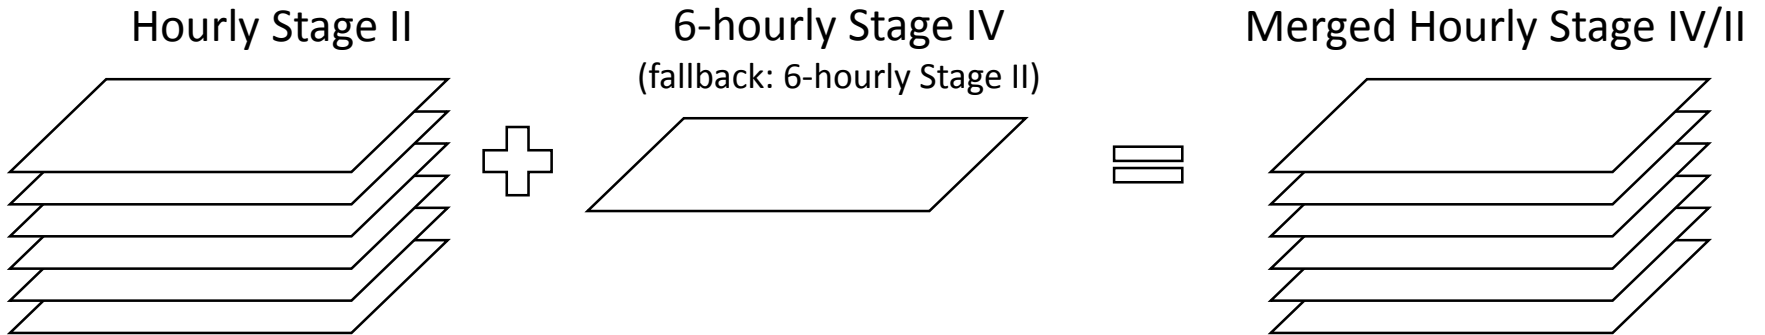 Hourly Stage II
6-hourly Stage IV
(fallback: 6-hourly Stage II)
Merged Hourly Stage IV/II